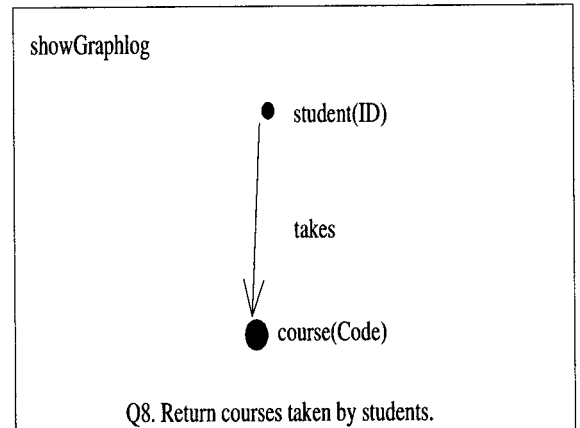 showGraphlog
student(ID)
takes
course(Code)
Q8. Return courses taken by students.